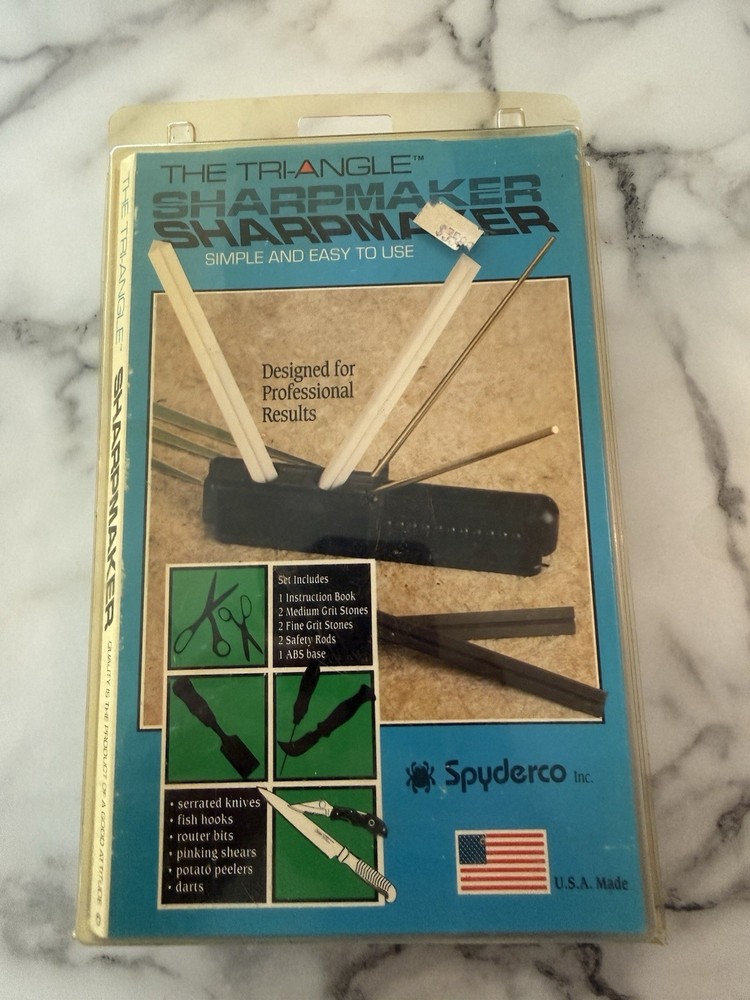 THE TRI-ANGLE™
SHARPMAKER
SHARPMAKER
SIMPLE AND EASY TO USE
Designed for
Professional
Results
Set Includes
1 Instruction Book
2 Medium Grit Stones
2 Fine Grit Stones
2 Safety Rods
1 ABS base
• serrated knives
• fish hooks
• router bits
• pinking shears
• potato peelers
• darts
Spyderco Inc.
U.S.A. Made
THE TRI-ANGLE™ SHARPMAKER QUALITY IS THE PRODUCT OF A GOOD ATTITUDE ©